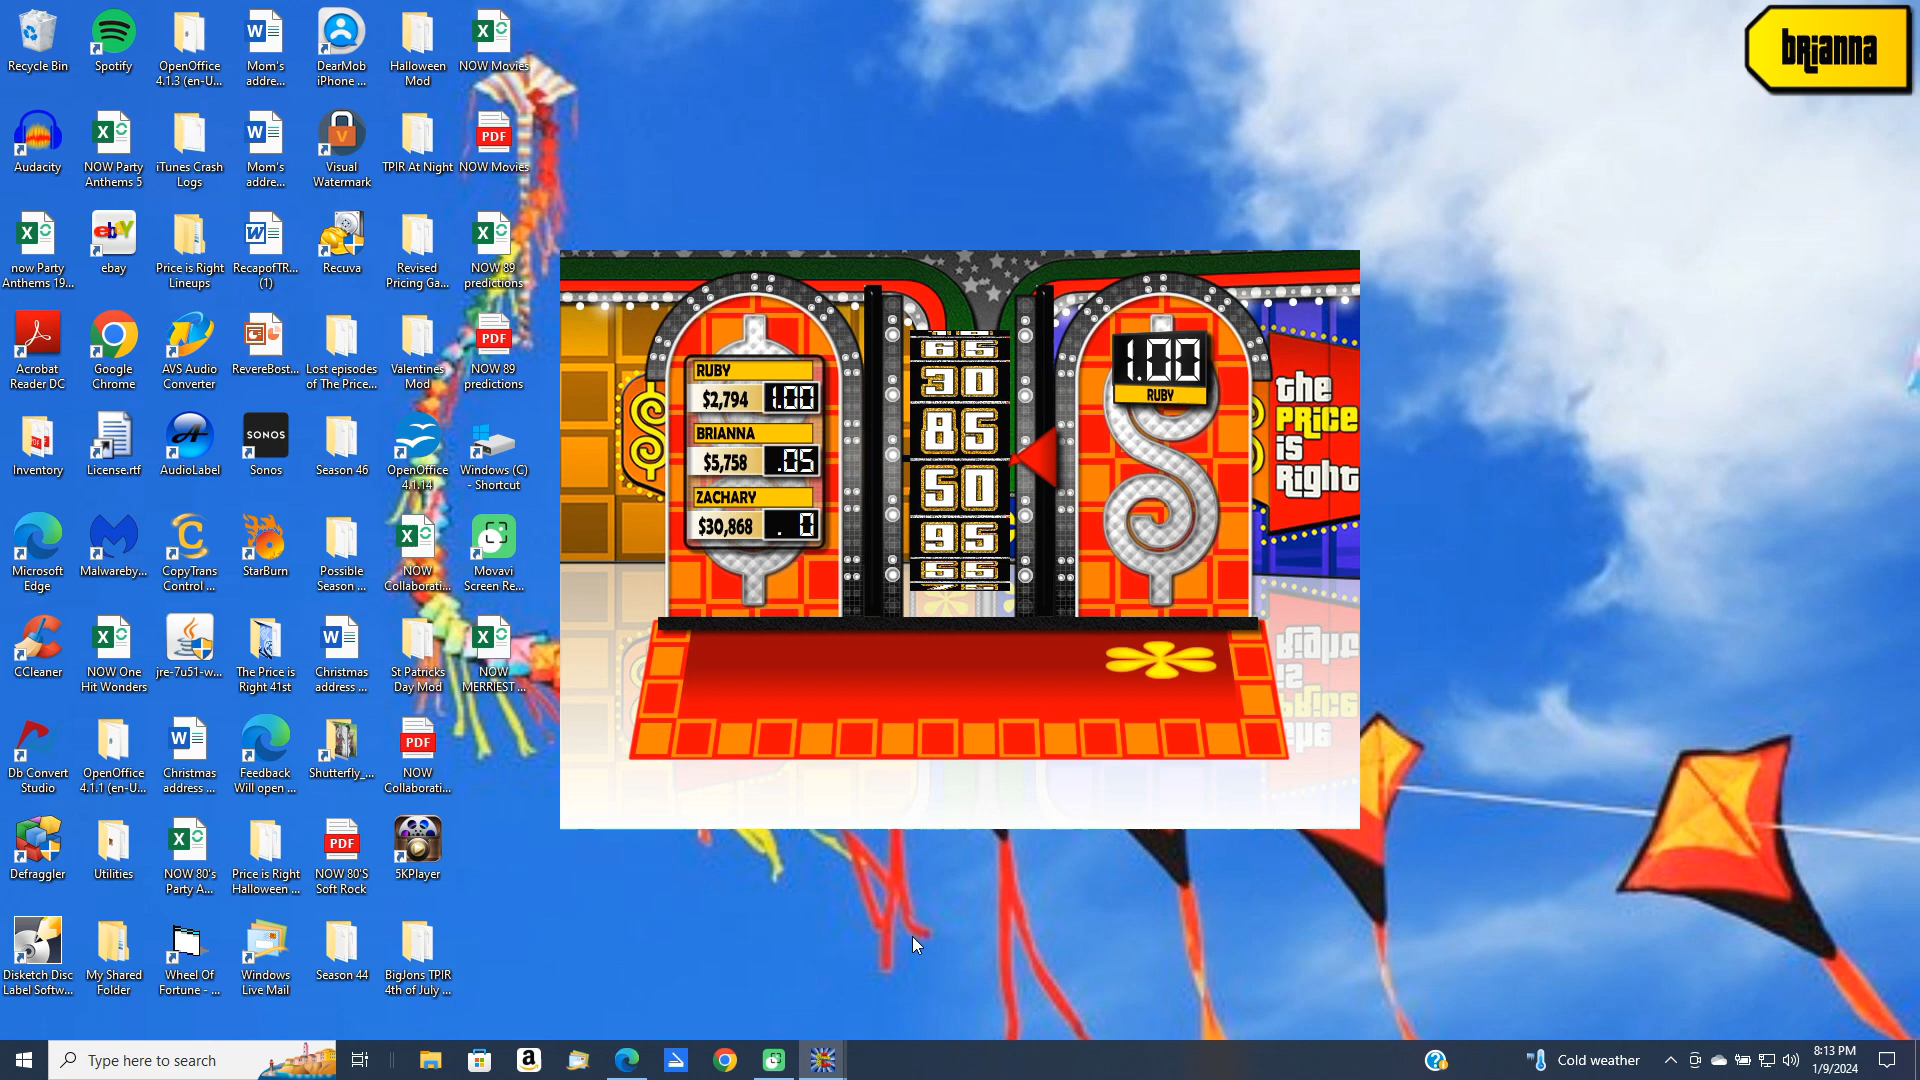 Recycle Bin
Spotify
OpenOffice
4.1.3 (en-U...
Mom's
addre...
DearMob
iPhone ...
Halloween
Mod
NOW Movies
Audacity
NOW Party
Anthems 5
iTunes Crash
Logs
Mom's
addre...
Visual
Watermark
TPIR At Night
PDF
NOW Movies
now Party
Anthems 19...
ebay
ebay
Price is Right
Lineups
RecapofTR...
(1)
Recuva
Revised
Pricing Ga...
NOW 89
predictions
Acrobat
Reader DC
Google
Chrome
AVS Audio
Converter
RevereBost...
Lost episodes
of The Price...
Valentines
Mod
PDF
NOW 89
predictions
Inventory
License.rtf
AudioLabel
SONOS
Sonos
Season 46
OpenOffice
4.1.14
Windows (C)
- Shortcut
Microsoft
Edge
Malwareby...
CopyTrans
Control ...
StarBurn
Possible
Season ...
NOW
Collaborati...
Movavi
Screen Re...
CCleaner
NOW One
Hit Wonders
jre-7u51-w...
The Price is
Right 41st
Christmas
address ...
St Patricks
Day Mod
NOW
MERRIEST ...
Db Convert
Studio
OpenOffice
4.1.1 (en-U...
Christmas
address ...
Feedback
Will open ...
Shutterfly_...
PDF
NOW
Collaborati...
Defraggler
Utilities
NOW 80's
Party A...
Price is Right
Halloween ...
PDF
NOW 80'S
Soft Rock
5KPlayer
Disketch Disc
Label Softw...
My Shared
Folder
Wheel Of
Fortune - ...
Windows
Live Mail
Season 44
BigJons TPIR
4th of July ...
BRIANNA
RUBY
$2,794 1.00
BRIANNA
$5,758 .05
ZACHARY
$30,868 . 0
65
30
85
50
95
55
1.00
RUBY
the
PRICE
is
Right
Type here to search
Cold weather
8:13 PM
1/9/2024